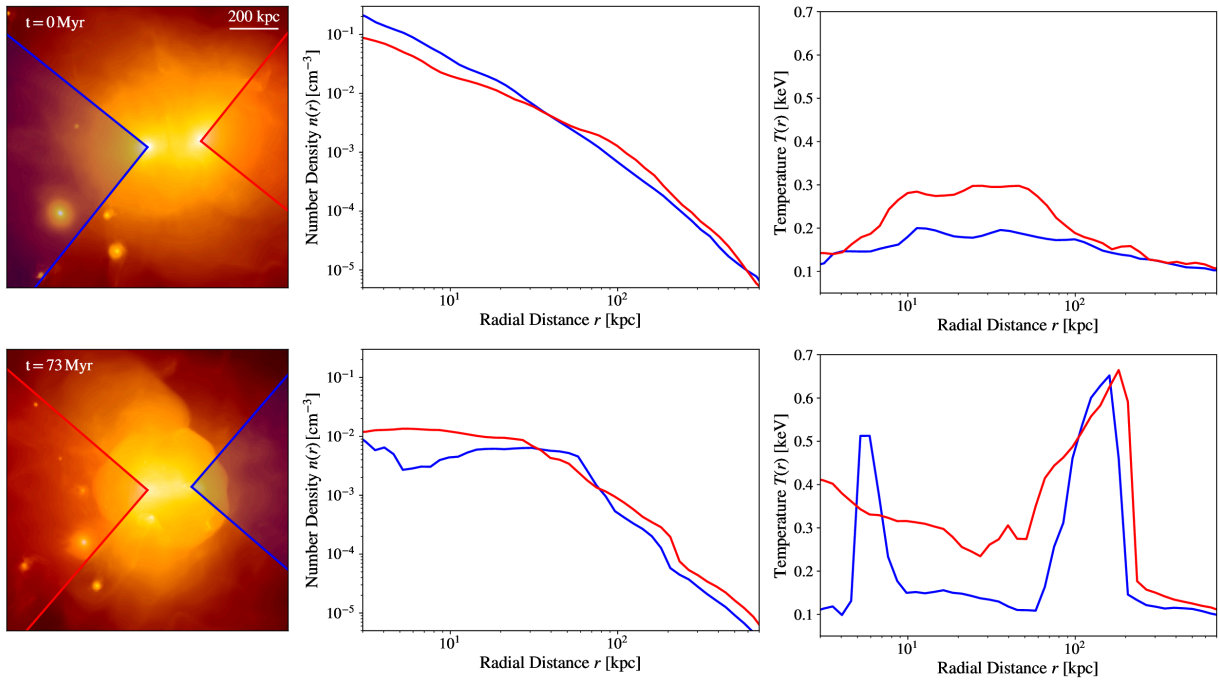 t = 0 Myr
200 kpc
Number Density n(r) [cm⁻³]
10⁻¹
10⁻²
10⁻³
10⁻⁴
10⁻⁵
10¹
10²
Radial Distance r [kpc]
Temperature T(r) [keV]
0.7
0.6
0.5
0.4
0.3
0.2
0.1
10¹
10²
Radial Distance r [kpc]
t = 73 Myr
Number Density n(r) [cm⁻³]
10⁻¹
10⁻²
10⁻³
10⁻⁴
10⁻⁵
10¹
10²
Radial Distance r [kpc]
Temperature T(r) [keV]
0.7
0.6
0.5
0.4
0.3
0.2
0.1
10¹
10²
Radial Distance r [kpc]